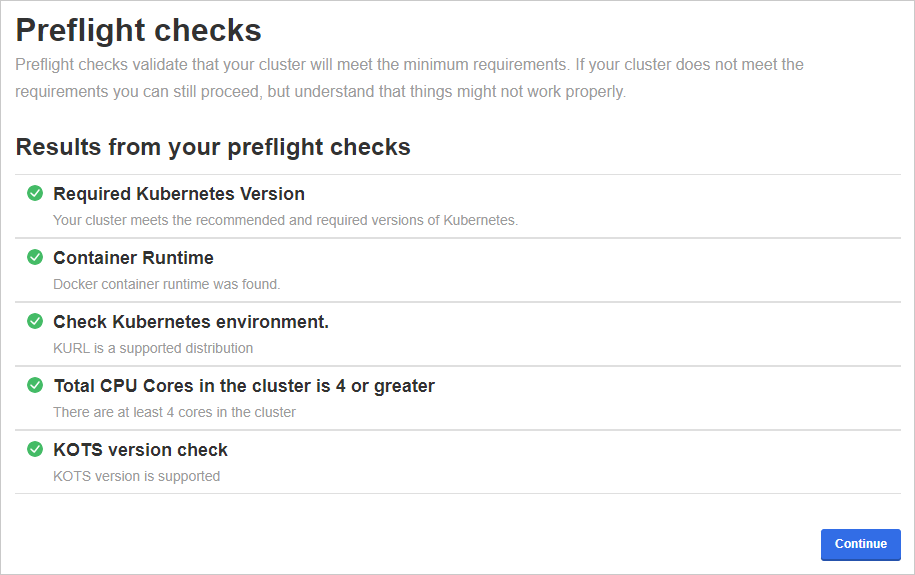 Preflight checks
Preflight checks validate that your cluster will meet the minimum requirements. If your cluster does not meet the
requirements you can still proceed, but understand that things might not work properly.
Results from your preflight checks
Required Kubernetes Version
Your cluster meets the recommended and required versions of Kubernetes.
Container Runtime
Docker container runtime was found.
Check Kubernetes environment.
KURL is a supported distribution
Total CPU Cores in the cluster is 4 or greater
There are at least 4 cores in the cluster
KOTS version check
KOTS version is supported
Continue